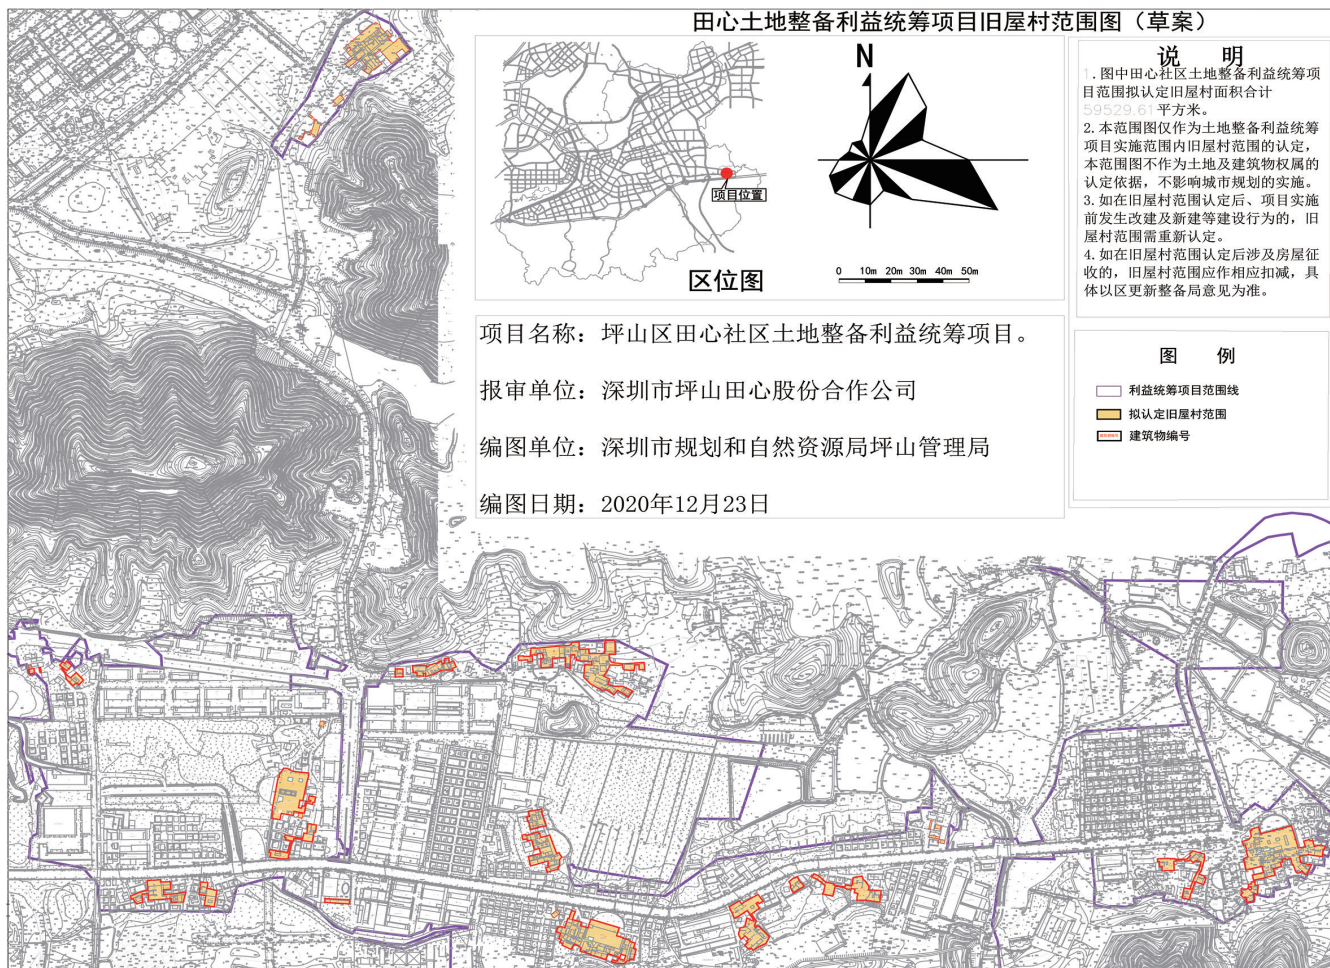 田心土地整备利益统筹项目旧屋村范围图（草案）
项目位置
区位图
N
0 10m 20m 30m 40m 50m
说 明
1. 图中田心社区土地整备利益统筹项
目范围拟认定旧屋村面积合计
59529.61平方米。
2. 本范围图仅作为土地整备利益统筹
项目实施范围内旧屋村范围的认定，
本范围图不作为土地及建筑物权属的
认定依据，不影响城市规划的实施。
3. 如在旧屋村范围认定后、项目实施
前发生改建及新建等建设行为的，旧
屋村范围需重新认定。
4. 如在旧屋村范围认定后涉及房屋征
收的，旧屋村范围应作相应扣减，具
体以区更新整备局意见为准。
项目名称：坪山区田心社区土地整备利益统筹项目。
报审单位：深圳市坪山田心股份合作公司
编图单位：深圳市规划和自然资源局坪山管理局
编图日期：2020年12月23日
图 例
利益统筹项目范围线
拟认定旧屋村范围
建筑物编号